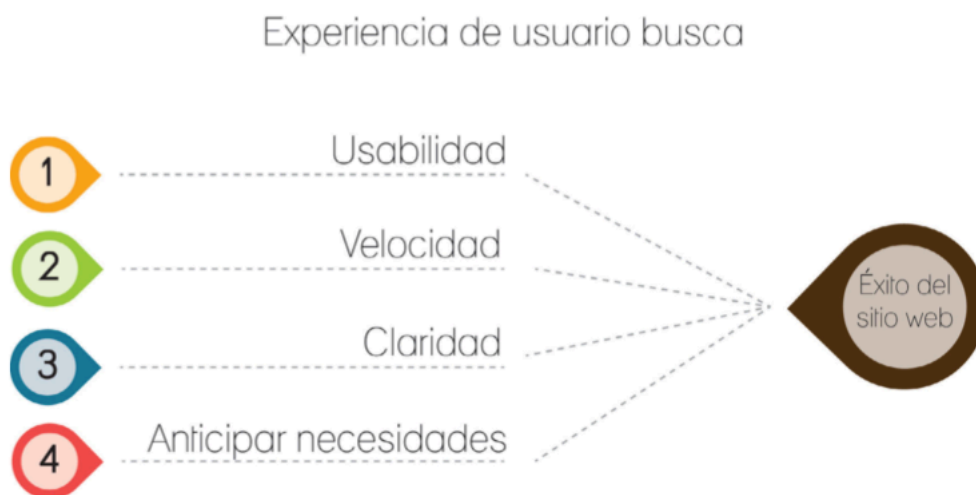 Experiencia de usuario busca
1
Usabilidad
2
Velocidad
3
Claridad
4
Anticipar necesidades
Éxito del
sitio web